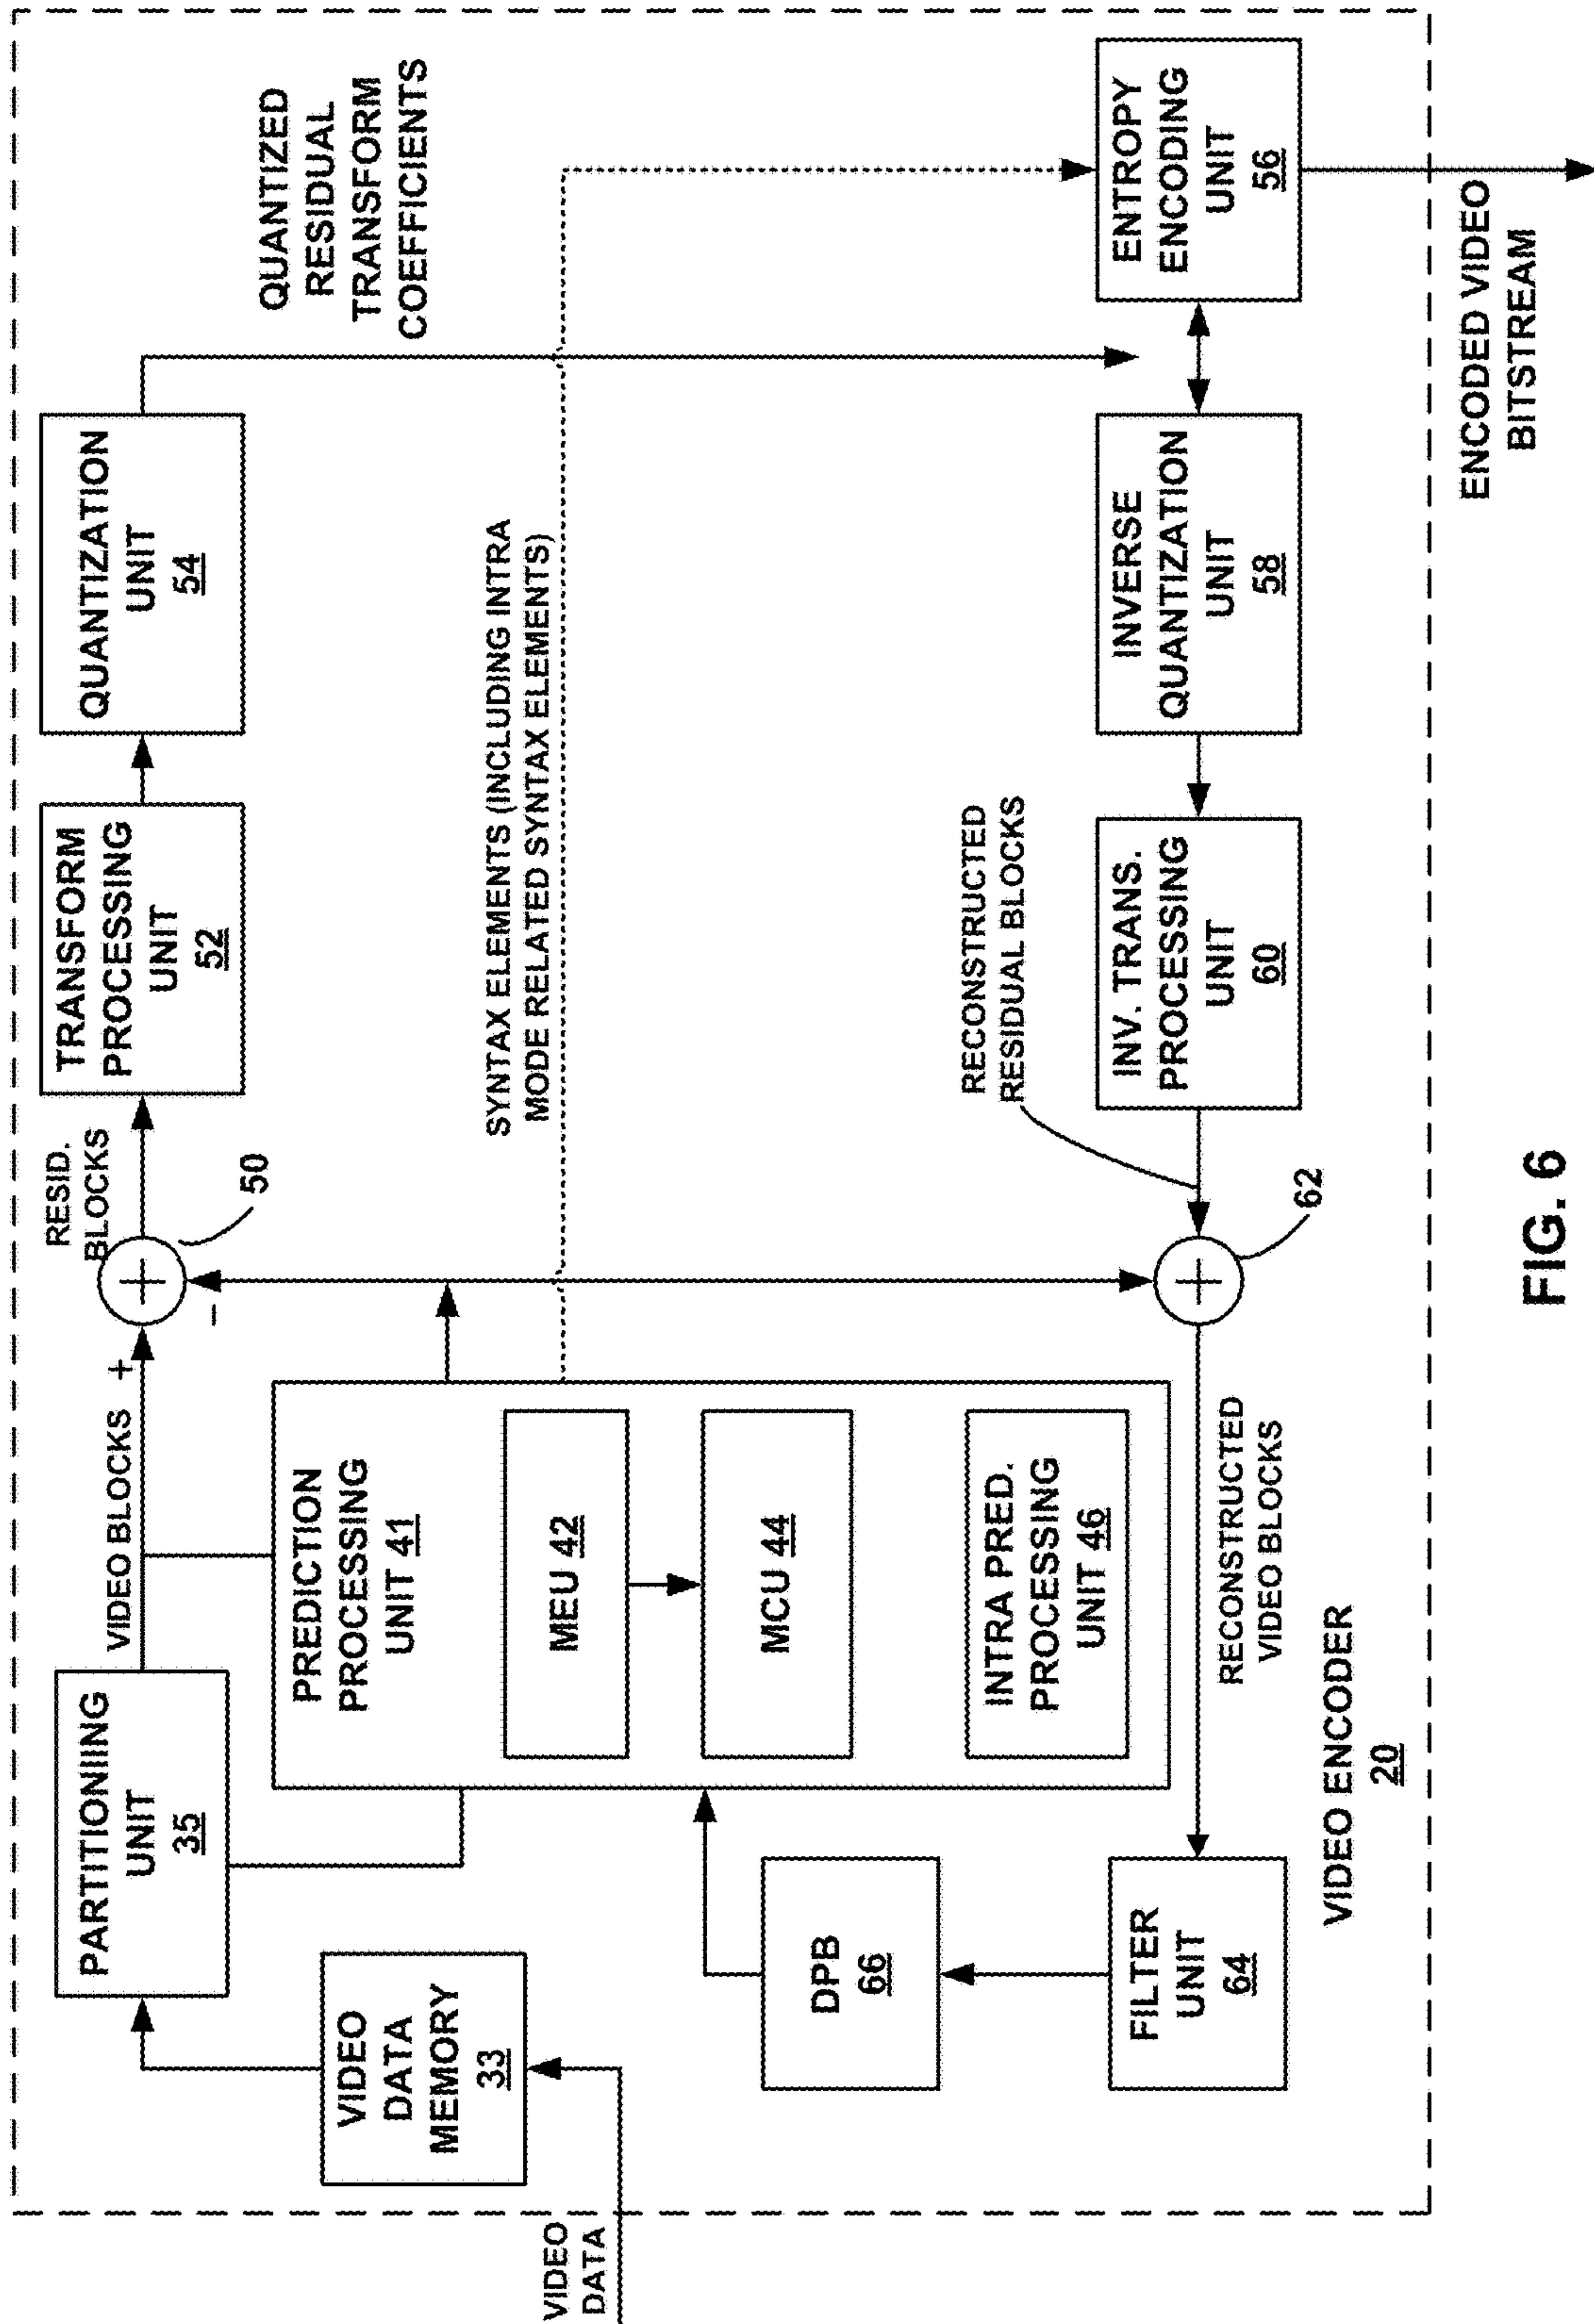 VIDEO
DATA
VIDEO
DATA
MEMORY
33
PARTITIONING
UNIT
35
VIDEO BLOCKS
+
−
RESID.
BLOCKS
50
TRANSFORM
PROCESSING
UNIT
52
QUANTIZATION
UNIT
54
QUANTIZED
RESIDUAL
TRANSFORM
COEFFICIENTS
PREDICTION
PROCESSING
UNIT 41
MEU 42
MCU 44
INTRA PRED.
PROCESSING
UNIT 46
SYNTAX ELEMENTS (INCLUDING INTRA
MODE RELATED SYNTAX ELEMENTS)
DPB
66
FILTER
UNIT
64
RECONSTRUCTED
VIDEO BLOCKS
62
RECONSTRUCTED
RESIDUAL BLOCKS
INV. TRANS.
PROCESSING
UNIT
60
INVERSE
QUANTIZATION
UNIT
58
ENTROPY
ENCODING
UNIT
56
VIDEO ENCODER
20
ENCODED VIDEO
BITSTREAM
FIG. 6